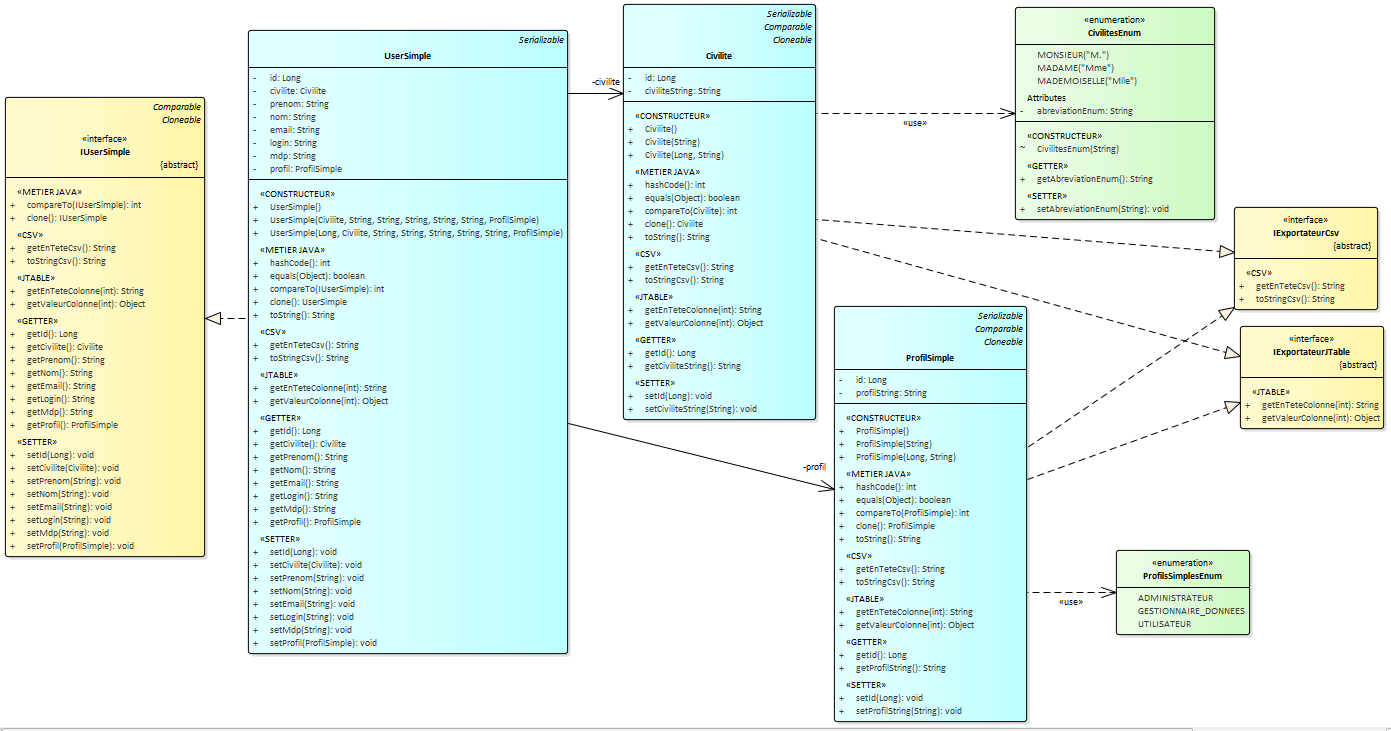 Comparable
Cloneable
«interface»
IUserSimple
{abstract}
«METIER JAVA»
+ compareTo(IUserSimple): int
+ clone(): IUserSimple
«CSV»
+ getEnTeteCsv(): String
+ toStringCsv(): String
«JTABLE»
+ getEnTeteColonne(int): String
+ getValeurColonne(int): Object
«GETTER»
+ getId(): Long
+ getCivilite(): Civilite
+ getPrenom(): String
+ getNom(): String
+ getEmail(): String
+ getLogin(): String
+ getMdp(): String
+ getProfil(): ProfilSimple
«SETTER»
+ setId(Long): void
+ setCivilite(Civilite): void
+ setPrenom(String): void
+ setNom(String): void
+ setEmail(String): void
+ setLogin(String): void
+ setMdp(String): void
+ setProfil(ProfilSimple): void
Serializable
UserSimple
- id: Long
- civilite: Civilite
- prenom: String
- nom: String
- email: String
- login: String
- mdp: String
- profil: ProfilSimple
«CONSTRUCTEUR»
+ UserSimple()
+ UserSimple(Civilite, String, String, String, String, String, ProfilSimple)
+ UserSimple(Long, Civilite, String, String, String, String, String, ProfilSimple)
«METIER JAVA»
+ hashCode(): int
+ equals(Object): boolean
+ compareTo(IUserSimple): int
+ clone(): UserSimple
+ toString(): String
«CSV»
+ getEnTeteCsv(): String
+ toStringCsv(): String
«JTABLE»
+ getEnTeteColonne(int): String
+ getValeurColonne(int): Object
«GETTER»
+ getId(): Long
+ getCivilite(): Civilite
+ getPrenom(): String
+ getNom(): String
+ getEmail(): String
+ getLogin(): String
+ getMdp(): String
+ getProfil(): ProfilSimple
«SETTER»
+ setId(Long): void
+ setCivilite(Civilite): void
+ setPrenom(String): void
+ setNom(String): void
+ setEmail(String): void
+ setLogin(String): void
+ setMdp(String): void
+ setProfil(ProfilSimple): void
-civilite
-profil
Serializable
Comparable
Cloneable
Civilite
- id: Long
- civiliteString: String
«CONSTRUCTEUR»
+ Civilite()
+ Civilite(String)
+ Civilite(Long, String)
«METIER JAVA»
+ hashCode(): int
+ equals(Object): boolean
+ compareTo(Civilite): int
+ clone(): Civilite
+ toString(): String
«CSV»
+ getEnTeteCsv(): String
+ toStringCsv(): String
«JTABLE»
+ getEnTeteColonne(int): String
+ getValeurColonne(int): Object
«GETTER»
+ getId(): Long
+ getCiviliteString(): String
«SETTER»
+ setId(Long): void
+ setCiviliteString(String): void
«use»
Serializable
Comparable
Cloneable
ProfilSimple
- id: Long
- profilString: String
«CONSTRUCTEUR»
+ ProfilSimple()
+ ProfilSimple(String)
+ ProfilSimple(Long, String)
«METIER JAVA»
+ hashCode(): int
+ equals(Object): boolean
+ compareTo(ProfilSimple): int
+ clone(): ProfilSimple
+ toString(): String
«CSV»
+ getEnTeteCsv(): String
+ toStringCsv(): String
«JTABLE»
+ getEnTeteColonne(int): String
+ getValeurColonne(int): Object
«GETTER»
+ getId(): Long
+ getProfilString(): String
«SETTER»
+ setId(Long): void
+ setProfilString(String): void
«use»
«enumeration»
CivilitesEnum
MONSIEUR("M.")
MADAME("Mme")
MADEMOISELLE("Mlle")
Attributes
- abreviationEnum: String
«CONSTRUCTEUR»
~ CivilitesEnum(String)
«GETTER»
+ getAbreviationEnum(): String
«SETTER»
+ setAbreviationEnum(String): void
«interface»
IExportateurCsv
{abstract}
«CSV»
+ getEnTeteCsv(): String
+ toStringCsv(): String
«interface»
IExportateurJTable
{abstract}
«JTABLE»
+ getEnTeteColonne(int): String
+ getValeurColonne(int): Object
«enumeration»
ProfilsSimplesEnum
ADMINISTRATEUR
GESTIONNAIRE_DONNEES
UTILISATEUR